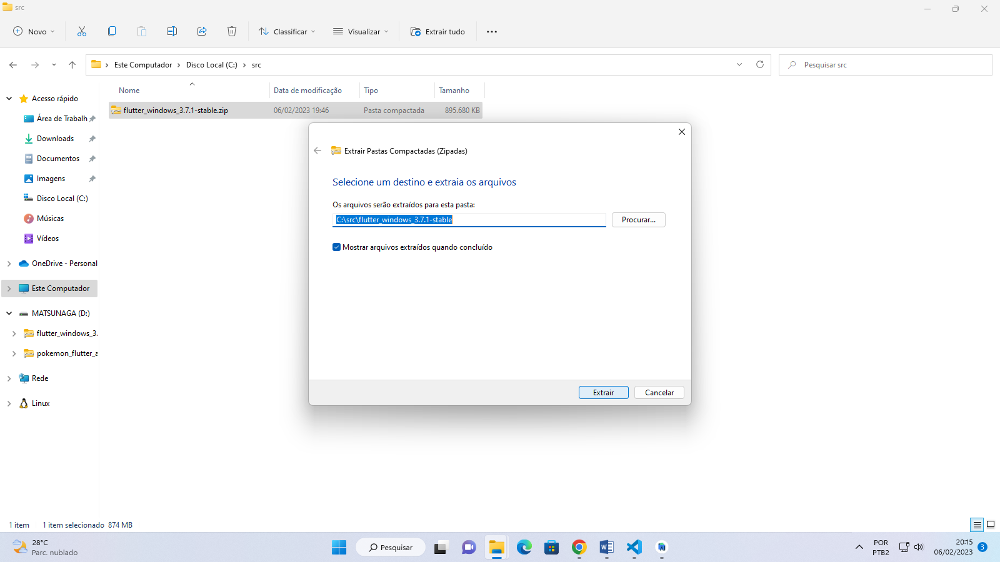 src
Novo
Classificar
Visualizar
Extrair tudo
Este Computador
Disco Local (C:)
src
Pesquisar src
Nome
Data de modificação
Tipo
Tamanho
flutter_windows_3.7.1-stable.zip
06/02/2023 19:46
Pasta compactada
895.680 KB
Acesso rápido
Área de Trabalh
Downloads
Documentos
Imagens
Disco Local (C:)
Músicas
Vídeos
OneDrive - Personal
Este Computador
MATSUNAGA (D:)
flutter_windows_3.
pokemon_flutter_a
Rede
Linux
Extrair Pastas Compactadas (Zipadas)
Selecione um destino e extraia os arquivos
Os arquivos serão extraídos para esta pasta:
C:\src\flutter_windows_3.7.1-stable
Procurar...
Mostrar arquivos extraídos quando concluído
Extrair
Cancelar
1 item
1 item selecionado 874 MB
28°C
Parc. nublado
Pesquisar
POR
PTB2
20:15
06/02/2023
3